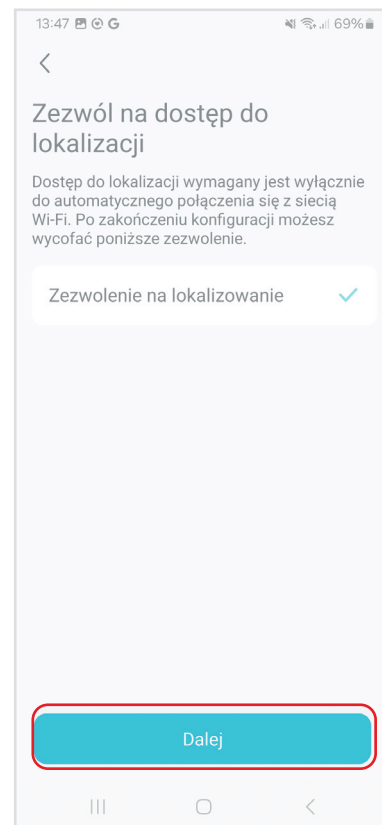 13:47 G 69%
Zezwól na dostęp do
lokalizacji
Dostęp do lokalizacji wymagany jest wyłącznie
do automatycznego połączenia się z siecią
Wi-Fi. Po zakończeniu konfiguracji możesz
wycofać poniższe zezwolenie.
Zezwolenie na lokalizowanie
Dalej